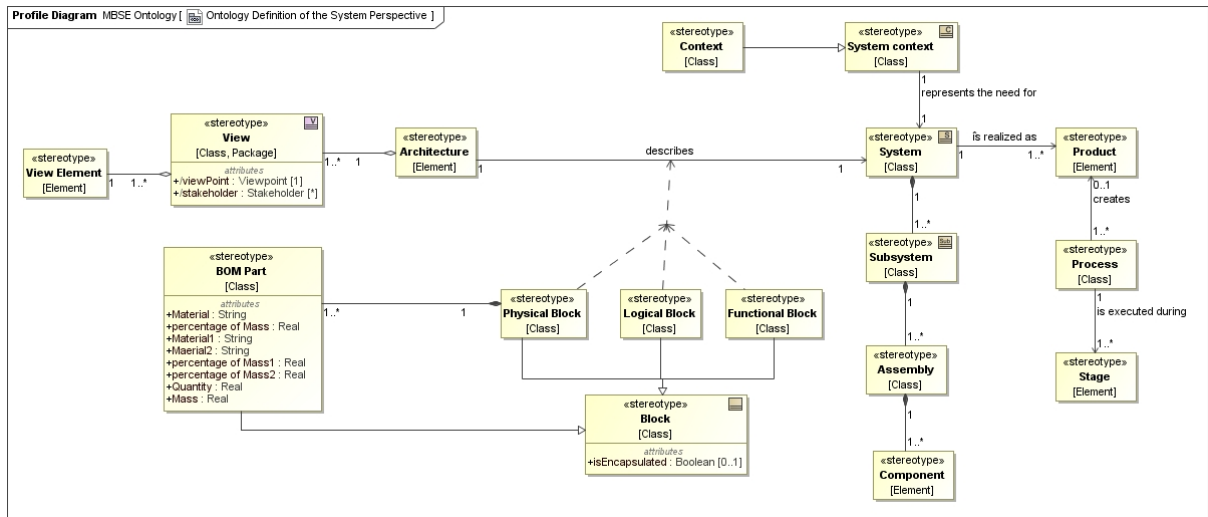 Profile Diagram MBSE Ontology [ Ontology Definition of the System Perspective ]
«stereotype»
Context
[Class]
«stereotype»
System context
[Class]
1
represents the need for
1
«stereotype»
View
[Class, Package]
attributes
+/viewPoint : Viewpoint [1]
+/stakeholder : Stakeholder [*]
«stereotype»
View Element
[Element]
1
1..*
1..*
1
«stereotype»
Architecture
[Element]
1
describes
1
«stereotype»
System
[Class]
1
is realized as
1..*
«stereotype»
Product
[Element]
0..1
creates
1..*
1
1..*
«stereotype»
Subsystem
[Class]
Sub
«stereotype»
Process
[Class]
1
is executed during
1..*
«stereotype»
Stage
[Element]
«stereotype»
BOM Part
[Class]
attributes
+Material : String
+percentage of Mass : Real
+Material1 : String
+Maerial2 : String
+percentage of Mass1 : Real
+percentage of Mass2 : Real
+Quantity : Real
+Mass : Real
1..*
1
«stereotype»
Physical Block
[Class]
«stereotype»
Logical Block
[Class]
«stereotype»
Functional Block
[Class]
1
1..*
«stereotype»
Assembly
[Class]
1
1..*
«stereotype»
Component
[Element]
«stereotype»
Block
[Class]
attributes
+isEncapsulated : Boolean [0..1]